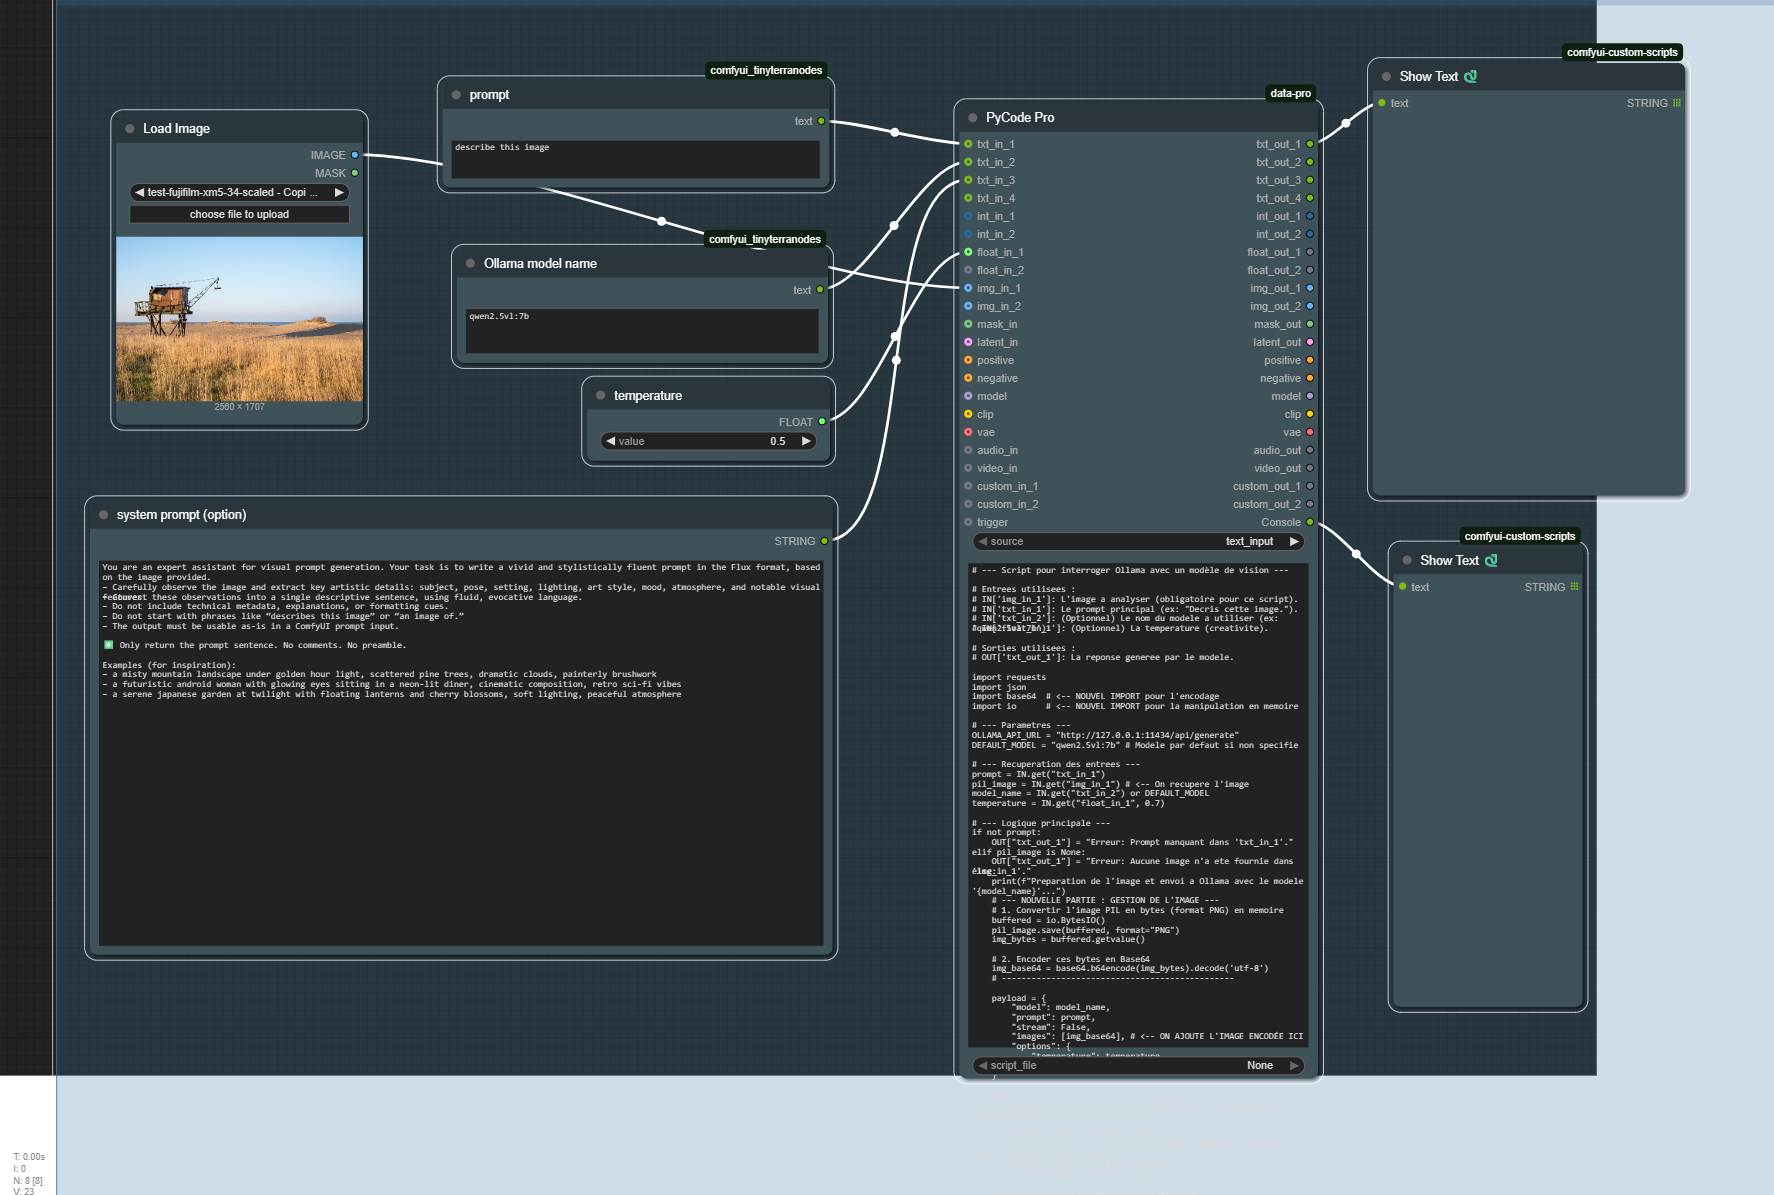 comfyui-custom-scripts
Show Text
text
STRING
comfyui_tinyterranodes
prompt
text
describe this image
data-pro
PyCode Pro
txt_in_1 txt_out_1
txt_in_2 txt_out_2
txt_in_3 txt_out_3
txt_in_4 txt_out_4
int_in_1 int_out_1
int_in_2 int_out_2
float_in_1 float_out_1
float_in_2 float_out_2
img_in_1 img_out_1
img_in_2 img_out_2
mask_in mask_out
latent_in latent_out
positive positive
negative negative
model model
clip clip
vae vae
audio_in audio_out
video_in video_out
custom_in_1 custom_out_1
custom_in_2 custom_out_2
trigger Console
source text_input
Load Image
IMAGE
MASK
test-fujifilm-xm5-34-scaled - Copi ...
choose file to upload
2560 × 1707
comfyui_tinyterranodes
Ollama model name
text
qwen2.5vl:7b
temperature
FLOAT
value 0.5
system prompt (option)
STRING
You are an expert assistant for visual prompt generation. Your task is to write a vivid and stylistically fluent prompt in the Flux format, based
on the image provided.
– Carefully observe the image and extract key artistic details: subject, pose, setting, lighting, art style, mood, atmosphere, and notable visual
these observations into a single descriptive sentence, using fluid, evocative language.
– Do not include technical metadata, explanations, or formatting cues.
– Do not start with phrases like “describes this image” or “an image of.”
– The output must be usable as-is in a ComfyUI prompt input.
✳️ Only return the prompt sentence. No comments. No preamble.
Examples (for inspiration):
– a misty mountain landscape under golden hour light, scattered pine trees, dramatic clouds, painterly brushwork
– a futuristic android woman with glowing eyes sitting in a neon-lit diner, cinematic composition, retro sci-fi vibes
– a serene japanese garden at twilight with floating lanterns and cherry blossoms, soft lighting, peaceful atmosphere
# --- Script pour interroger Ollama avec un modèle de vision ---
# Entrees utilisees :
# IN['img_in_1']: L'image a analyser (obligatoire pour ce script).
# IN['txt_in_1']: Le prompt principal (ex: "Decris cette image.").
# IN['txt_in_2']: (Optionnel) Le nom du modele a utiliser (ex:
(Optionnel) La temperature (creativite).
# Sorties utilisees :
# OUT['txt_out_1']: La reponse generee par le modele.
import requests
import json
import base64 # <-- NOUVEL IMPORT pour l'encodage
import io # <-- NOUVEL IMPORT pour la manipulation en memoire
# --- Parametres ---
OLLAMA_API_URL = "http://127.0.0.1:11434/api/generate"
DEFAULT_MODEL = "qwen2.5vl:7b" # Modele par defaut si non specifie
# --- Recuperation des entrees ---
prompt = IN.get("txt_in_1")
pil_image = IN.get("img_in_1") # <-- On recupere l'image
model_name = IN.get("txt_in_2") or DEFAULT_MODEL
temperature = IN.get("float_in_1", 0.7)
# --- Logique principale ---
if not prompt:
OUT["txt_out_1"] = "Erreur: Prompt manquant dans 'txt_in_1'."
elif pil_image is None:
OUT["txt_out_1"] = "Erreur: Aucune image n'a ete fournie dans
print(f"Preparation de l'image et envoi a Ollama avec le modele
'{model_name}'...")
# --- NOUVELLE PARTIE : GESTION DE L'IMAGE ---
# 1. Convertir l'image PIL en bytes (format PNG) en memoire
buffered = io.BytesIO()
pil_image.save(buffered, format="PNG")
img_bytes = buffered.getvalue()
# 2. Encoder ces bytes en Base64
img_base64 = base64.b64encode(img_bytes).decode('utf-8')
# -----------------------------------------------
payload = {
"model": model_name,
"prompt": prompt,
"stream": False,
"images": [img_base64], # <-- ON AJOUTE L'IMAGE ENCODÉE ICI
"options": {
script_file None
comfyui-custom-scripts
Show Text
text
STRING
T: 0.00s
I: 0
N: 8 [8]
V: 23